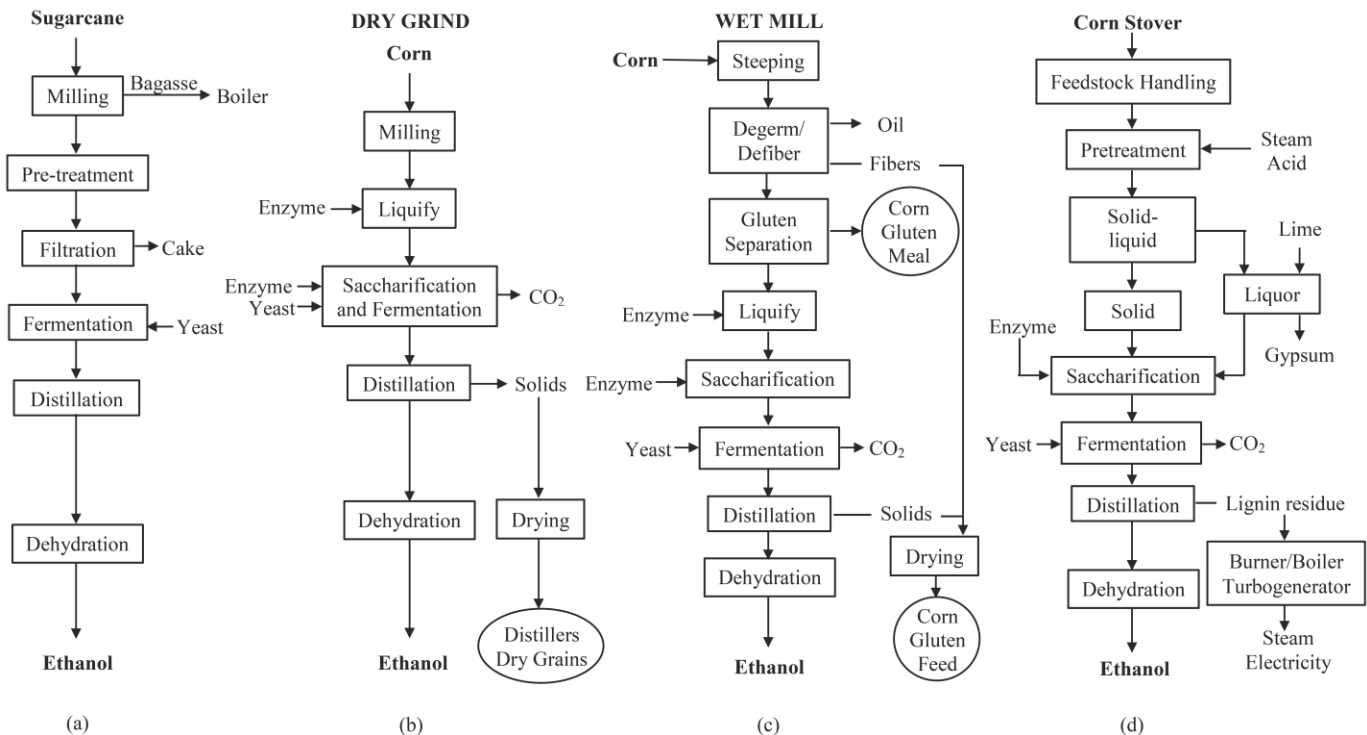 Sugarcane
Milling
Bagasse
Boiler
Pre-treatment
Filtration
Cake
Fermentation
Yeast
Distillation
Dehydration
Ethanol
(a)
DRY GRIND
Corn
Milling
Enzyme
Liquify
Enzyme
Yeast
Saccharification
and Fermentation
CO₂
Distillation
Solids
Dehydration
Drying
Ethanol
Distillers
Dry Grains
(b)
WET MILL
Corn
Steeping
Degerm/
Defiber
Oil
Fibers
Gluten
Separation
Corn
Gluten
Meal
Enzyme
Liquify
Enzyme
Saccharification
Yeast
Fermentation
CO₂
Distillation
Solids
Drying
Dehydration
Corn
Gluten
Feed
Ethanol
(c)
Corn Stover
Feedstock Handling
Pretreatment
Steam
Acid
Solid-
liquid
Lime
Liquor
Solid
Gypsum
Enzyme
Saccharification
Yeast
Fermentation
CO₂
Distillation
Lignin residue
Dehydration
Burner/Boiler
Turbogenerator
Steam
Electricity
Ethanol
(d)